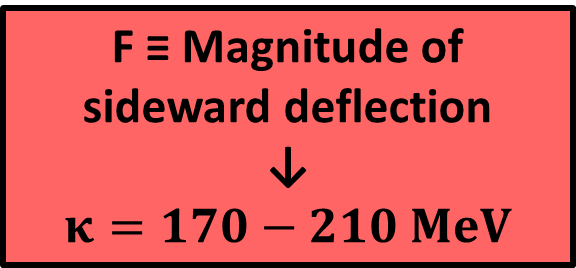 F ≡ Magnitude of
sideward deflection
↓
κ = 170 − 210 MeV